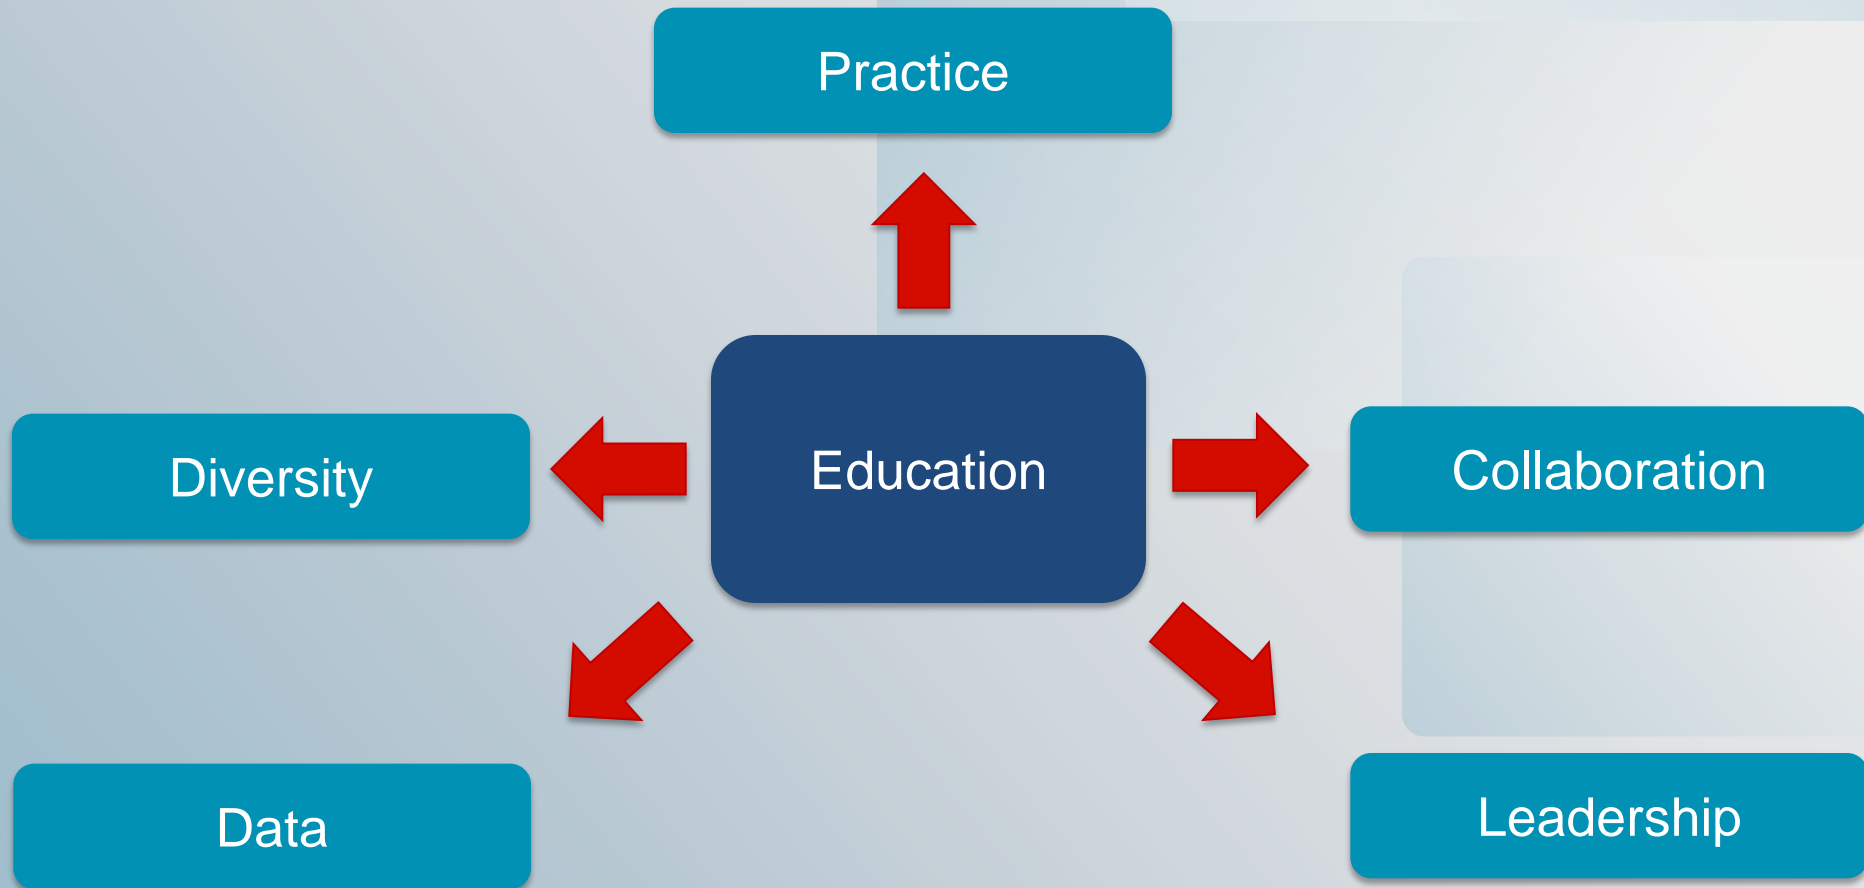 Practice
Diversity
Education
Collaboration
Data
Leadership